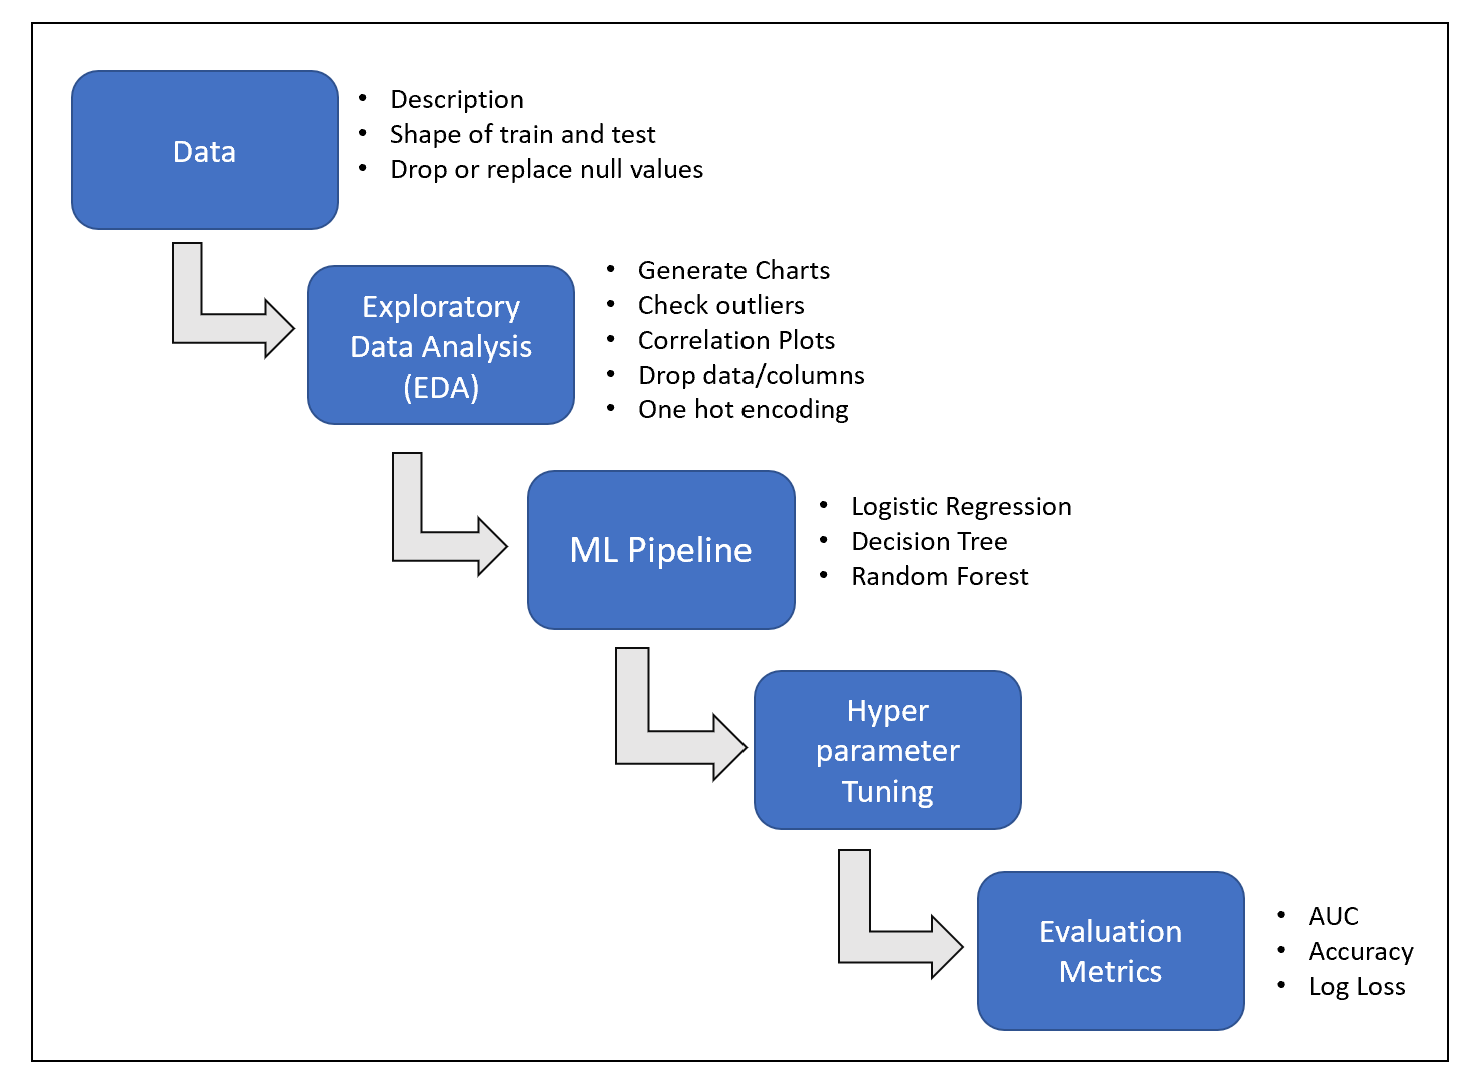 Data
• Description
• Shape of train and test
• Drop or replace null values
Exploratory
Data Analysis
(EDA)
• Generate Charts
• Check outliers
• Correlation Plots
• Drop data/columns
• One hot encoding
ML Pipeline
• Logistic Regression
• Decision Tree
• Random Forest
Hyper
parameter
Tuning
Evaluation
Metrics
• AUC
• Accuracy
• Log Loss